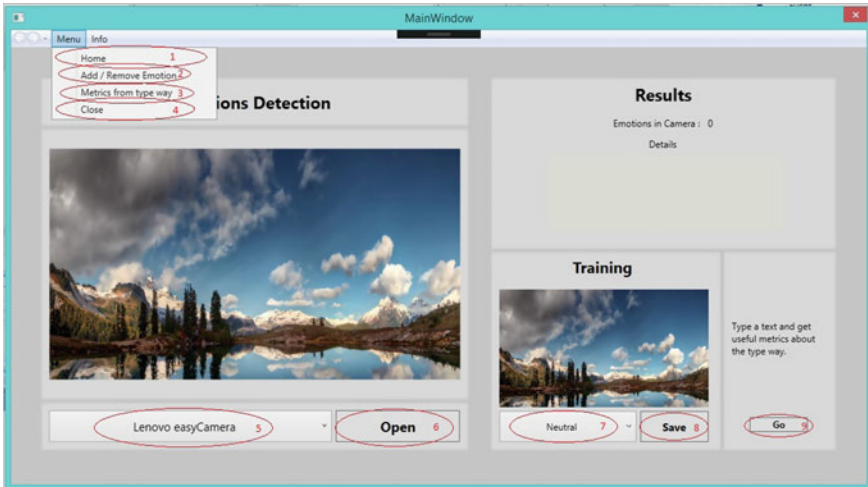 MainWindow
Menu Info
Home 1
Add / Remove Emotion 2
Metrics from type way 3
Close 4
ions Detection
Results
Emotions in Camera : 0
Details
Training
Type a text and get
useful metrics about
the type way.
Lenovo easyCamera 5
Open 6
Neutral 7
Save 8
Go 9